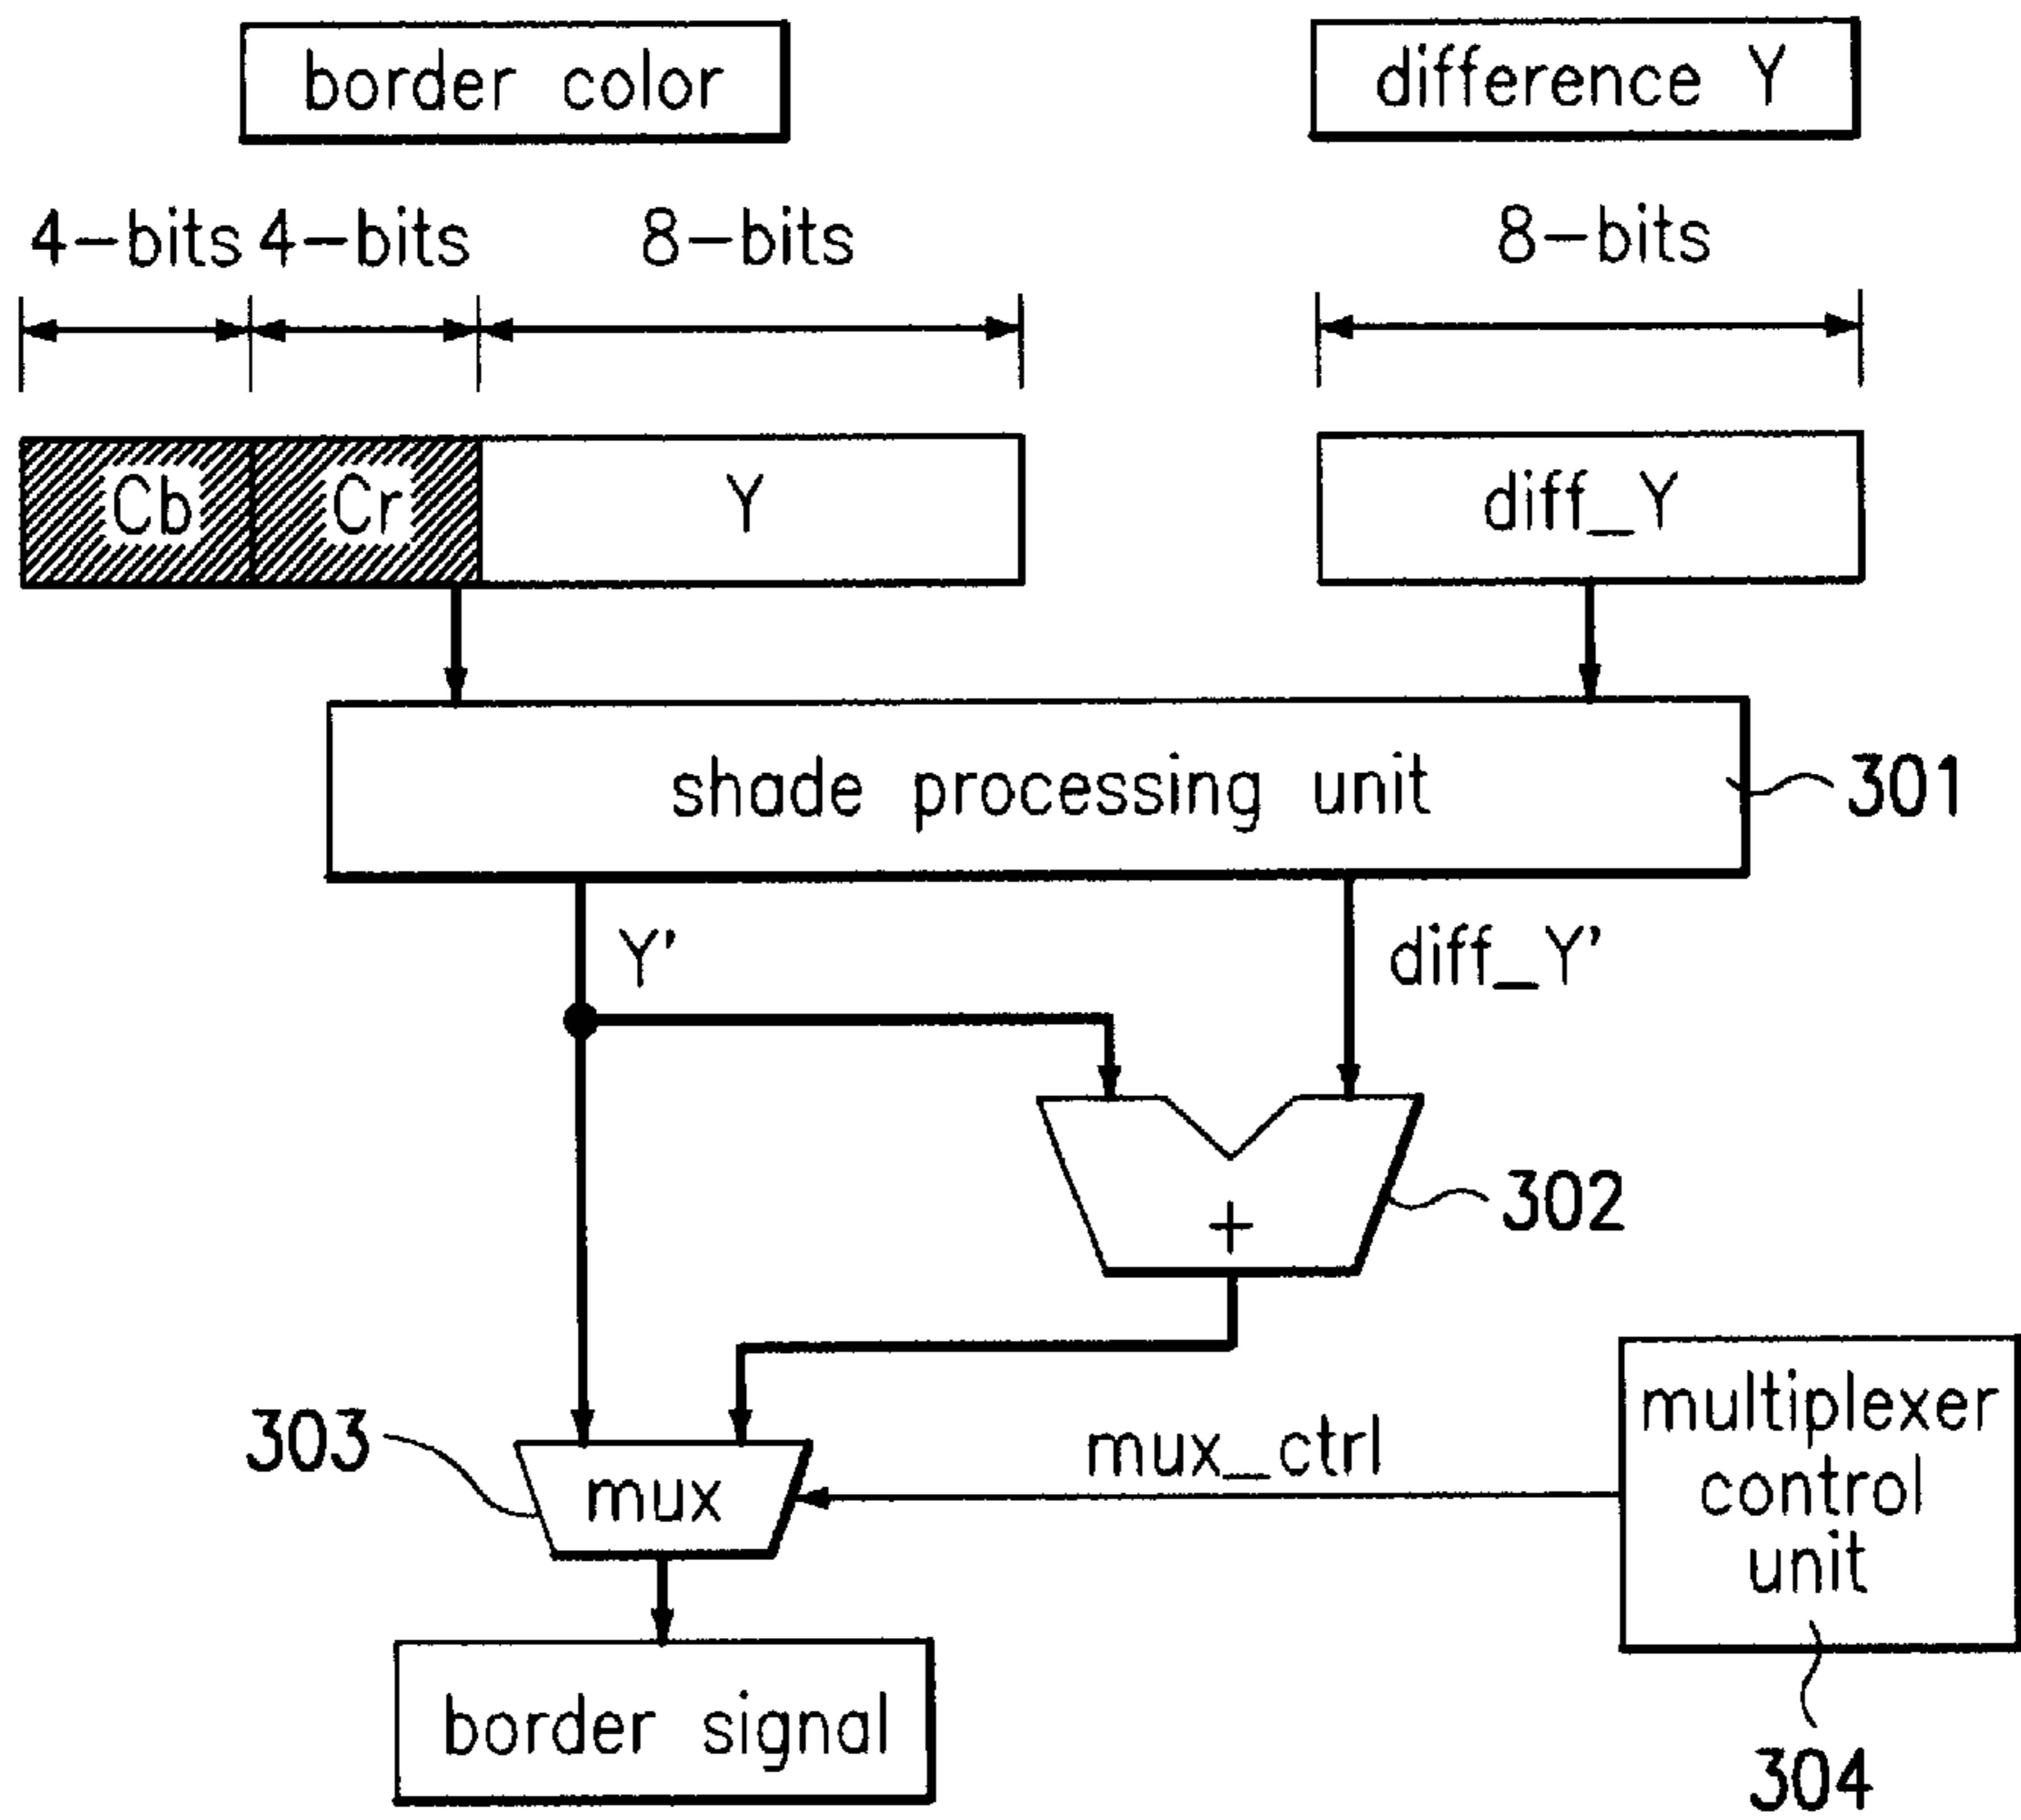 border color
difference Y
4-bits 4-bits 8-bits
8-bits
Cb Cr Y
diff_Y
shade processing unit
301
Y'
diff_Y'
302
+
303
mux
mux_ctrl
multiplexer
control
unit
border signal
304